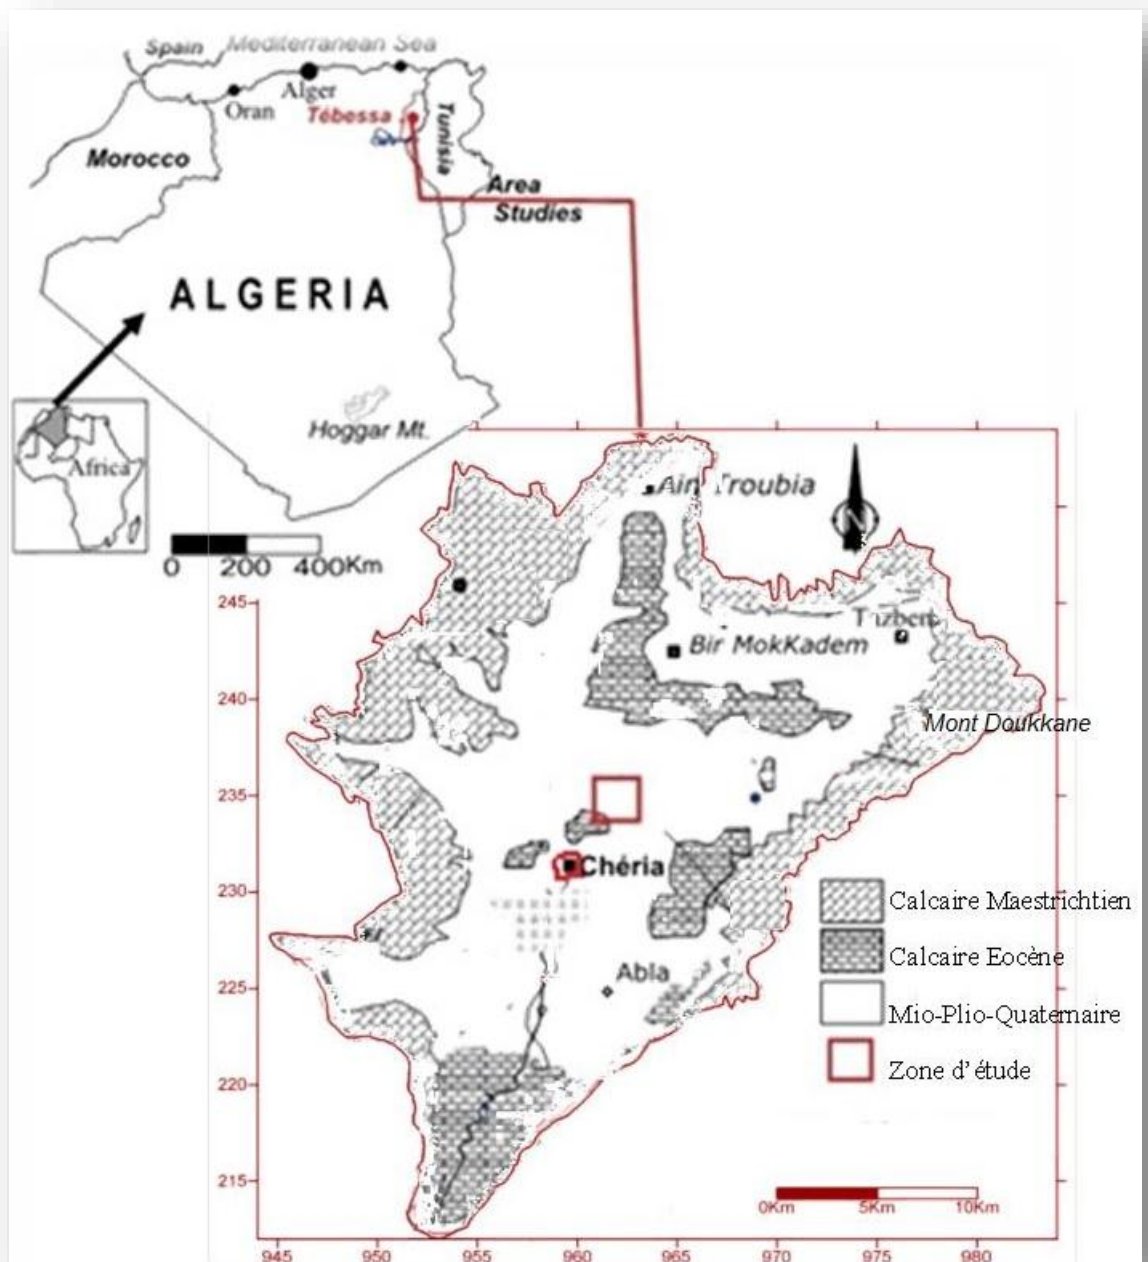 Spain Mediterranean Sea
Alger
Oran
Tébessa
Tunisia
Morocco
Area
Studies
ALGERIA
Hoggar Mt.
Africa
0 200 400Km
Ain Troubia
N
S
245
Bir MokKadem
240
Mont Doukkane
235
Chéria
230
Calcaire Maestrichtien
Calcaire Eocène
225
Abla
Mio-Plio-Quaternaire
Zone d'étude
220
215
0Km 5Km 10Km
945 950 955 960 965 970 975 980